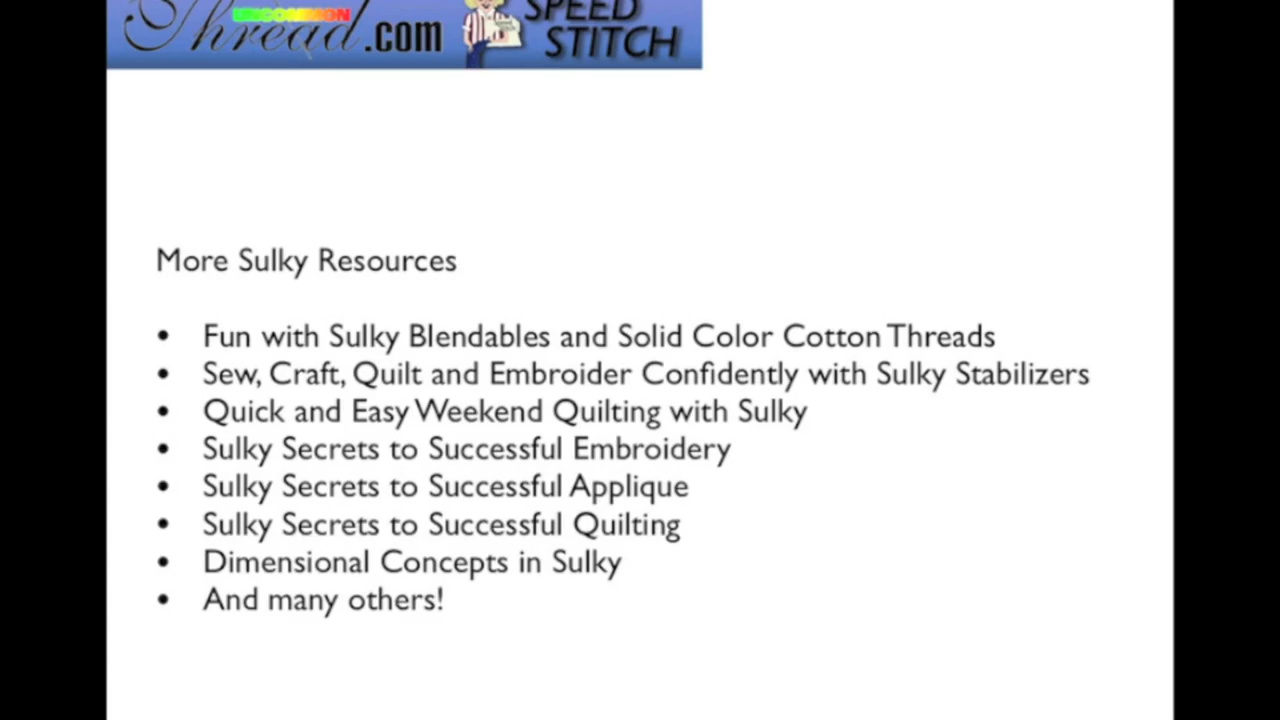 UNCOMMON
Thread.com
SPEED
STITCH
More Sulky Resources
• Fun with Sulky Blendables and Solid Color Cotton Threads
• Sew, Craft, Quilt and Embroider Confidently with Sulky Stabilizers
• Quick and Easy Weekend Quilting with Sulky
• Sulky Secrets to Successful Embroidery
• Sulky Secrets to Successful Applique
• Sulky Secrets to Successful Quilting
• Dimensional Concepts in Sulky
• And many others!